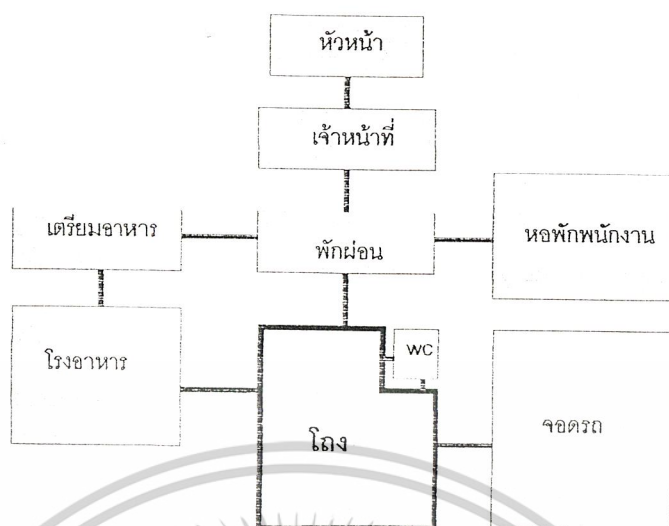 หัวหน้า
เจ้าหน้าที่
เตรียมอาหาร
พักผ่อน
หอพักพนักงาน
โรงอาหาร
WC
โถง
จอดรถ